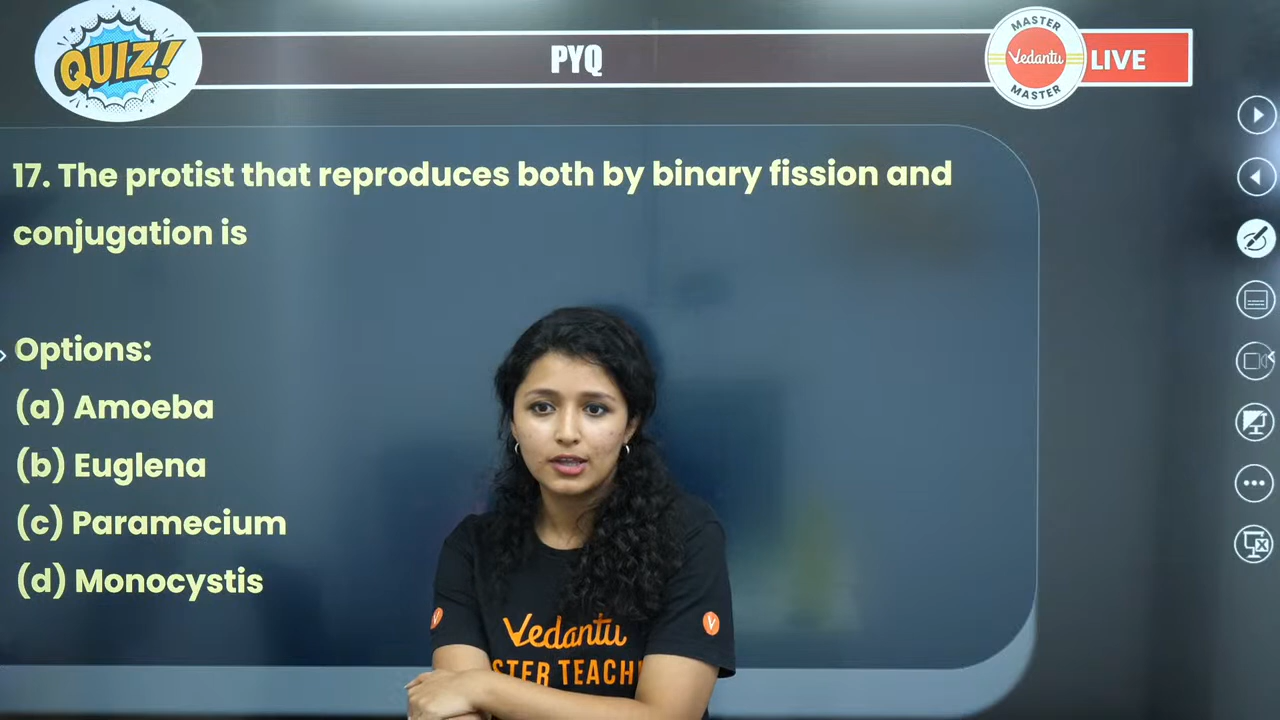 QUIZ!
PYQ
MASTER
Vedantu
MASTER
LIVE
17. The protist that reproduces both by binary fission and
conjugation is
Options:
(a) Amoeba
(b) Euglena
(c) Paramecium
(d) Monocystis
Vedantu
STER TEACH